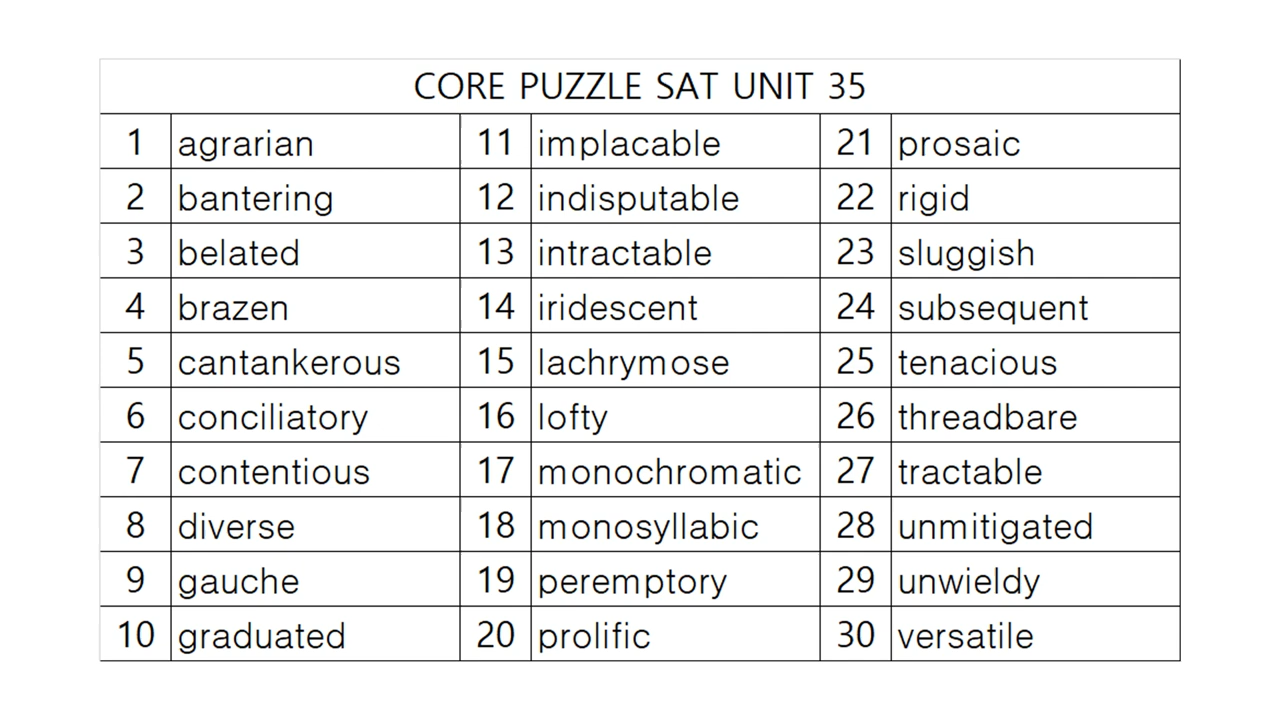 CORE PUZZLE SAT UNIT 35
1 agrarian 11 implacable 21 prosaic
2 bantering 12 indisputable 22 rigid
3 belated 13 intractable 23 sluggish
4 brazen 14 iridescent 24 subsequent
5 cantankerous 15 lachrymose 25 tenacious
6 conciliatory 16 lofty 26 threadbare
7 contentious 17 monochromatic 27 tractable
8 diverse 18 monosyllabic 28 unmitigated
9 gauche 19 peremptory 29 unwieldy
10 graduated 20 prolific 30 versatile